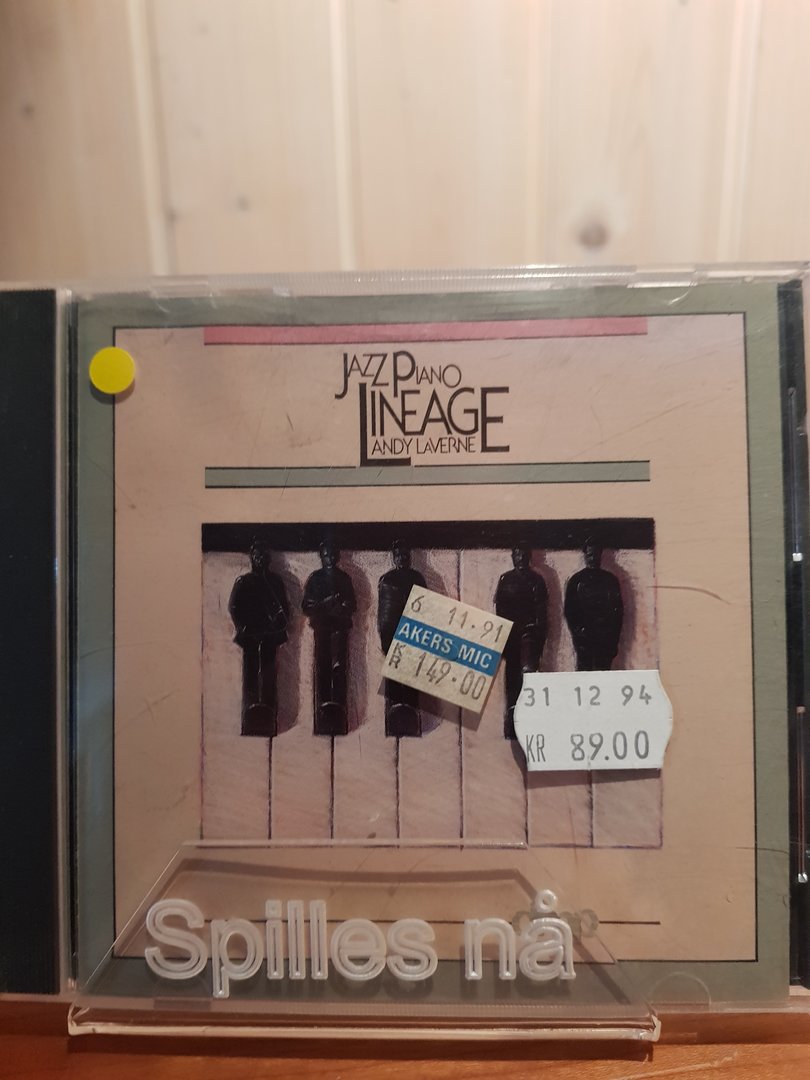 JAZZ PIANO
LINEAGE
ANDY LAVERNE
6 11.91
AKERS MIC
KR 149.00
31 12 94
KR 89.00
Spilles nå